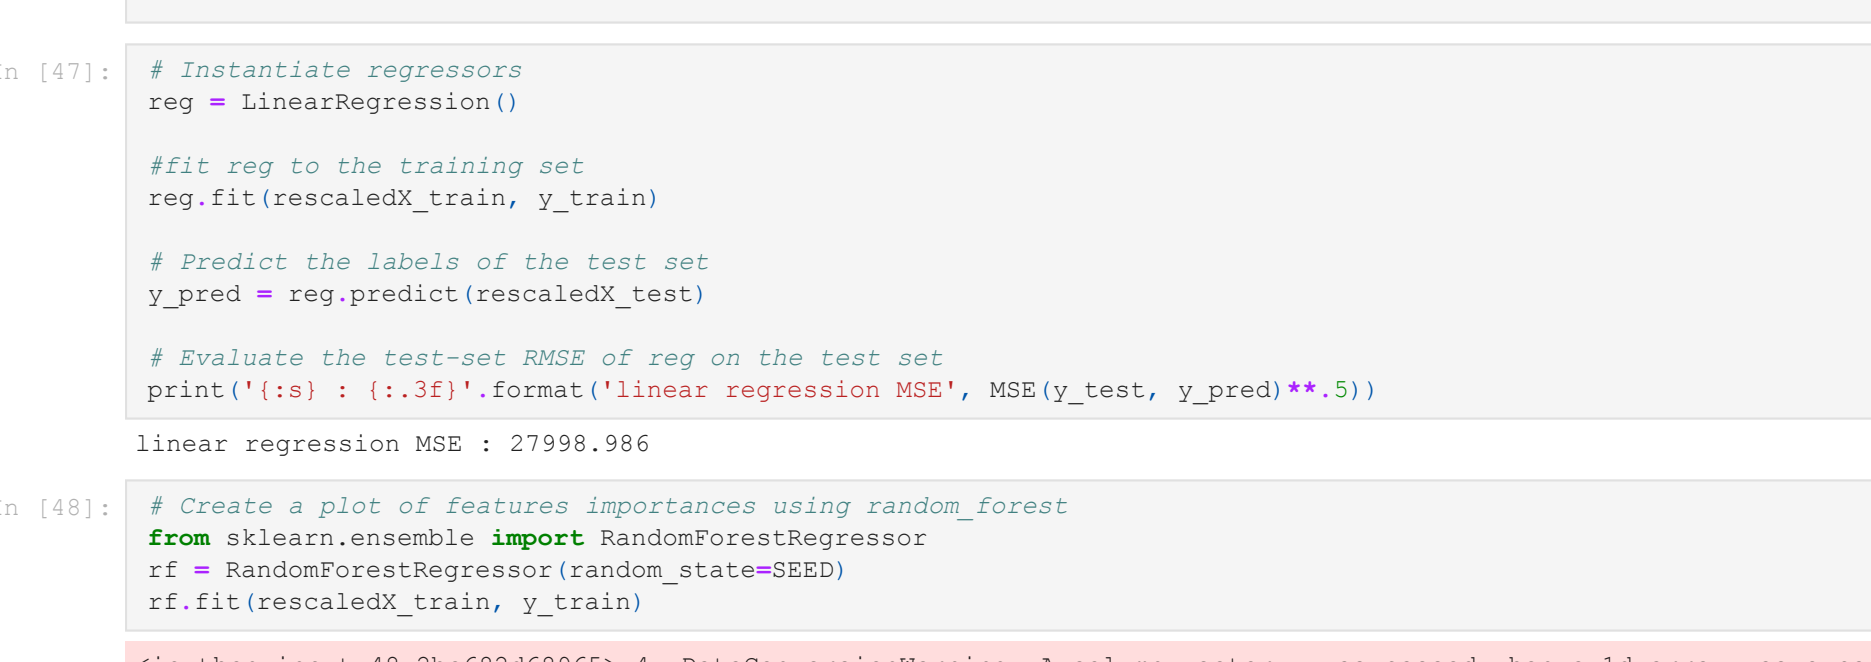 In [47]:
# Instantiate regressors
reg = LinearRegression()
#fit reg to the training set
reg.fit(rescaledX_train, y_train)
# Predict the labels of the test set
y_pred = reg.predict(rescaledX_test)
# Evaluate the test-set RMSE of reg on the test set
print('{:s} : {:.3f}'.format('linear regression MSE', MSE(y_test, y_pred)**.5))
linear regression MSE : 27998.986
In [48]:
# Create a plot of features importances using random_forest
from sklearn.ensemble import RandomForestRegressor
rf = RandomForestRegressor(random_state=SEED)
rf.fit(rescaledX_train, y_train)